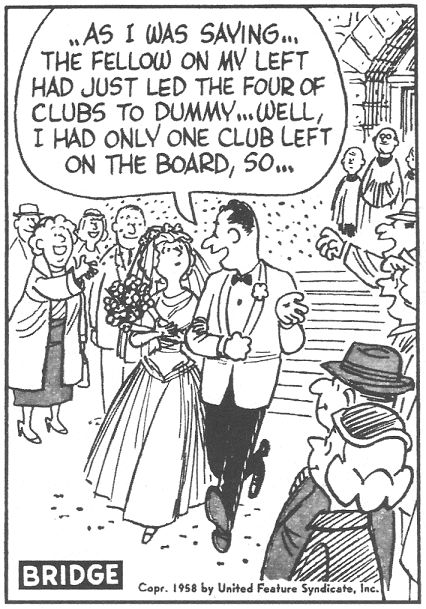 ..AS I WAS SAYING...
THE FELLOW ON MY LEFT
HAD JUST LED THE FOUR OF
CLUBS TO DUMMY...WELL,
I HAD ONLY ONE CLUB LEFT
ON THE BOARD, SO...
BRIDGE
Copr. 1958 by United Feature Syndicate, Inc.